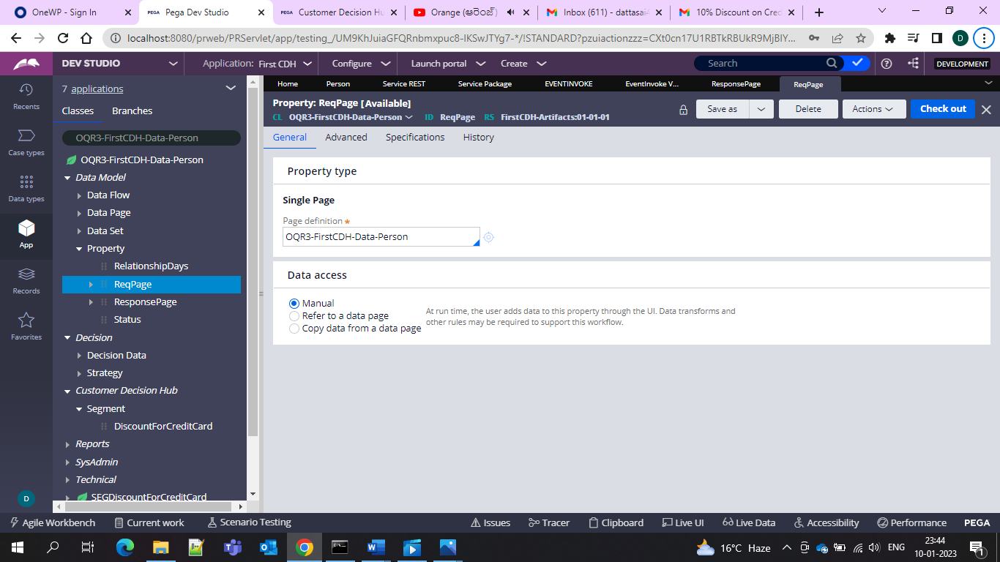 OneWP - Sign In
PEGA Pega Dev Studio
PEGA Customer Decision Hu
Orange (ఆరెంజ్)
Inbox (611) - dattasai4
10% Discount on Cred
localhost:8080/prweb/PRServlet/app/testing_/UM9KhJuiaGFQRnbmxpuc8-IKSwJTYg7-*/!STANDARD?pzuiactionzzz=CXt0cn17U1RBTkRBUkR9MjBlY...
D
DEV STUDIO
Application: First CDH
Configure
Launch portal
Create
Search
DEVELOPMENT
Recents
Case types
Data types
App
Records
Favorites
D
7 applications
Classes
Branches
OQR3-FirstCDH-Data-Person
OQR3-FirstCDH-Data-Person
Data Model
Data Flow
Data Page
Data Set
Property
RelationshipDays
ReqPage
ResponsePage
Status
Decision
Decision Data
Strategy
Customer Decision Hub
Segment
DiscountForCreditCard
Reports
SysAdmin
Technical
SEGDiscountForCreditCard
Home
Person
Service REST
Service Package
EVENTINVOKE
EventInvoke V...
ResponsePage
ReqPage
Property: ReqPage [Available]
CL OQR3-FirstCDH-Data-Person ID ReqPage RS FirstCDH-Artifacts:01-01-01
Save as
Delete
Actions
Check out
General
Advanced
Specifications
History
Property type
Single Page
Page definition *
OQR3-FirstCDH-Data-Person
Data access
Manual
Refer to a data page
Copy data from a data page
At run time, the user adds data to this property through the UI. Data transforms and
other rules may be required to support this workflow.
Agile Workbench
Current work
Scenario Testing
Issues
Tracer
Clipboard
Live UI
Live Data
Accessibility
Performance
PEGA
16°C Haze
ENG
23:44
10-01-2023
1